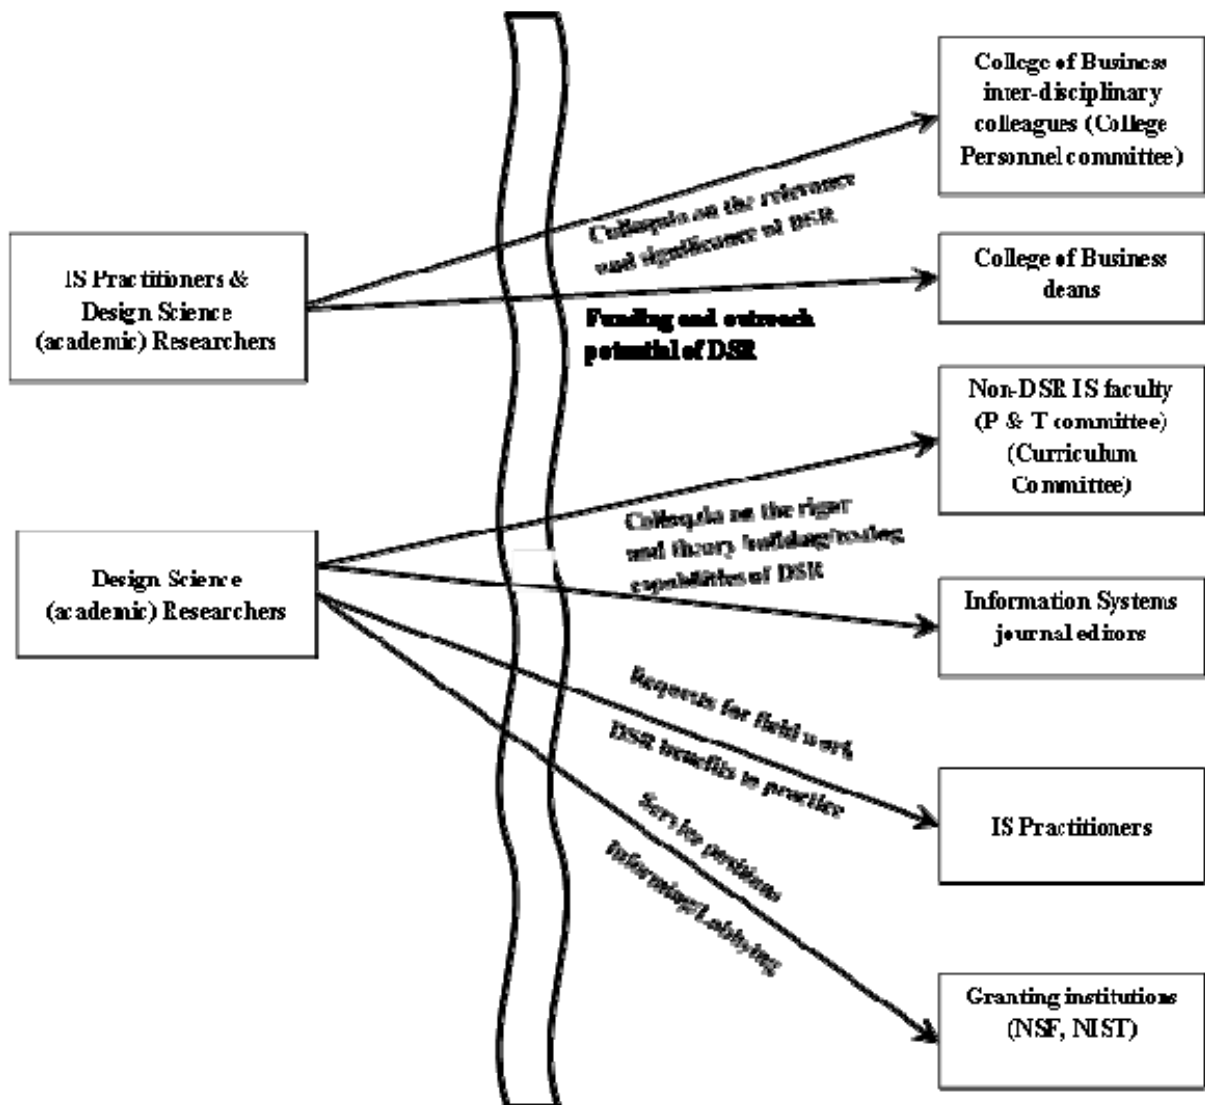 College of Business
inter-disciplinary
colleagues (College
Personnel committee)
Colloquia on the relevance
and significance of DSR
IS Practitioners &
Design Science
(academic) Researchers
College of Business
deans
Funding and outreach
potential of DSR
Non-DSR IS faculty
(P & T committee)
(Curriculum
Committee)
Colloquia on the rigor
and theory building/testing
capabilities of DSR
Design Science
(academic) Researchers
Information Systems
journal editors
Requests for field work
DSR benefits to practice
IS Practitioners
Service positions
Informing/Lobbying
Granting institutions
(NSF, NIST)